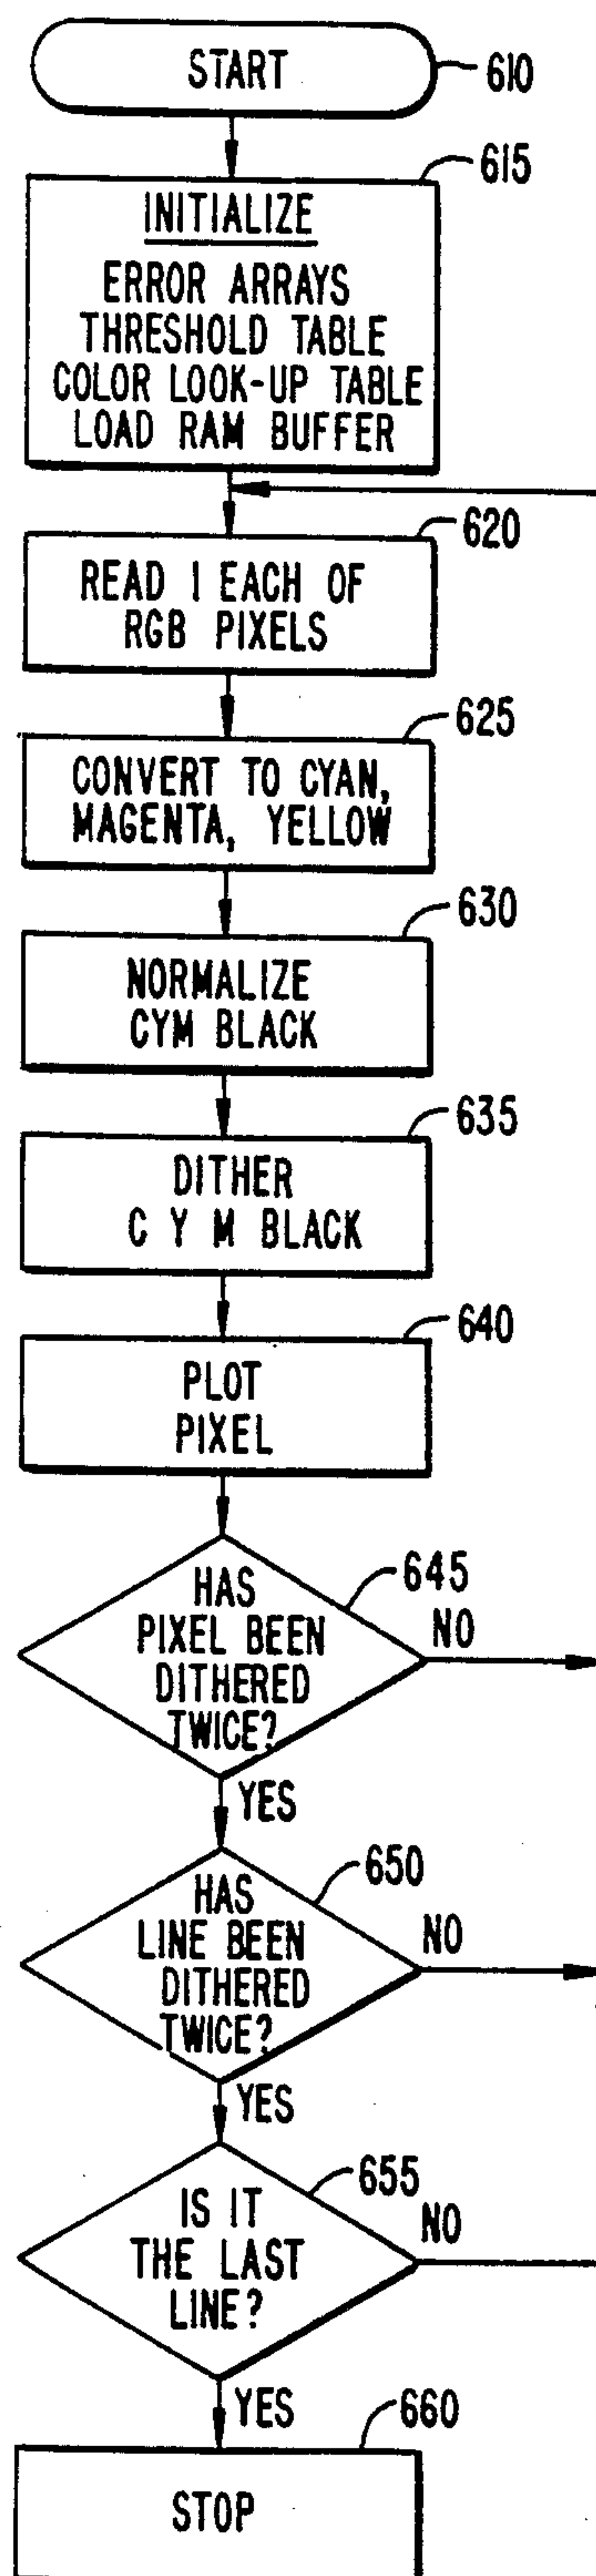 START
610
615
INITIALIZE
ERROR ARRAYS
THRESHOLD TABLE
COLOR LOOK-UP TABLE
LOAD RAM BUFFER
620
READ 1 EACH OF
RGB PIXELS
625
CONVERT TO CYAN,
MAGENTA, YELLOW
630
NORMALIZE
CYM BLACK
635
DITHER
C Y M BLACK
640
PLOT
PIXEL
645
HAS
PIXEL BEEN
DITHERED
TWICE?
NO
YES
650
HAS
LINE BEEN
DITHERED
TWICE?
NO
YES
655
IS IT
THE LAST
LINE?
NO
YES
660
STOP